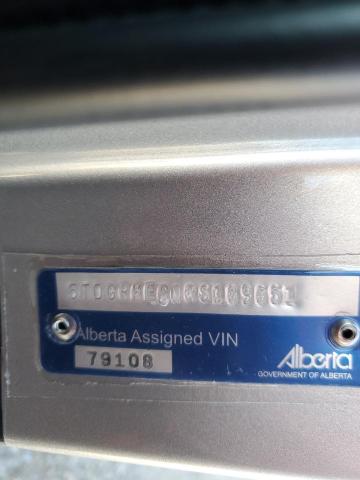 Alberta Assigned VIN
79108
Alberta
GOVERNMENT OF ALBERTA